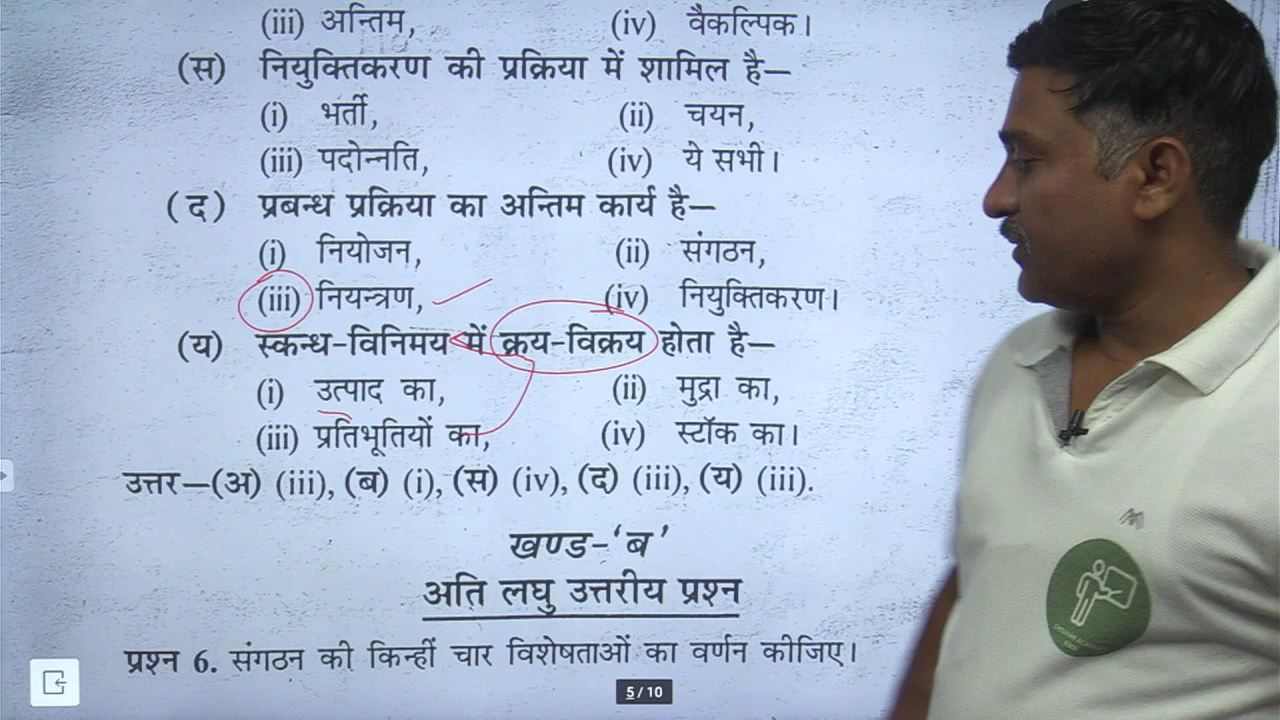 (iii) अन्तिम, (iv) वैकल्पिक।
(स) नियुक्तिकरण की प्रक्रिया में शामिल है—
(i) भर्ती, (ii) चयन,
(iii) पदोन्नति, (iv) ये सभी।
(द) प्रबन्ध प्रक्रिया का अन्तिम कार्य है—
(i) नियोजन, (ii) संगठन,
(iii) नियन्त्रण, (iv) नियुक्तिकरण।
(य) स्कन्ध-विनिमय में क्रय-विक्रय होता है—
(i) उत्पाद का, (ii) मुद्रा का,
(iii) प्रतिभूतियों का, (iv) स्टॉक का।
उत्तर—(अ) (iii), (ब) (i), (स) (iv), (द) (iii), (य) (iii).
खण्ड-‘ब’
अति लघु उत्तरीय प्रश्न
प्रश्न 6. संगठन की किन्हीं चार विशेषताओं का वर्णन कीजिए।
5 / 10